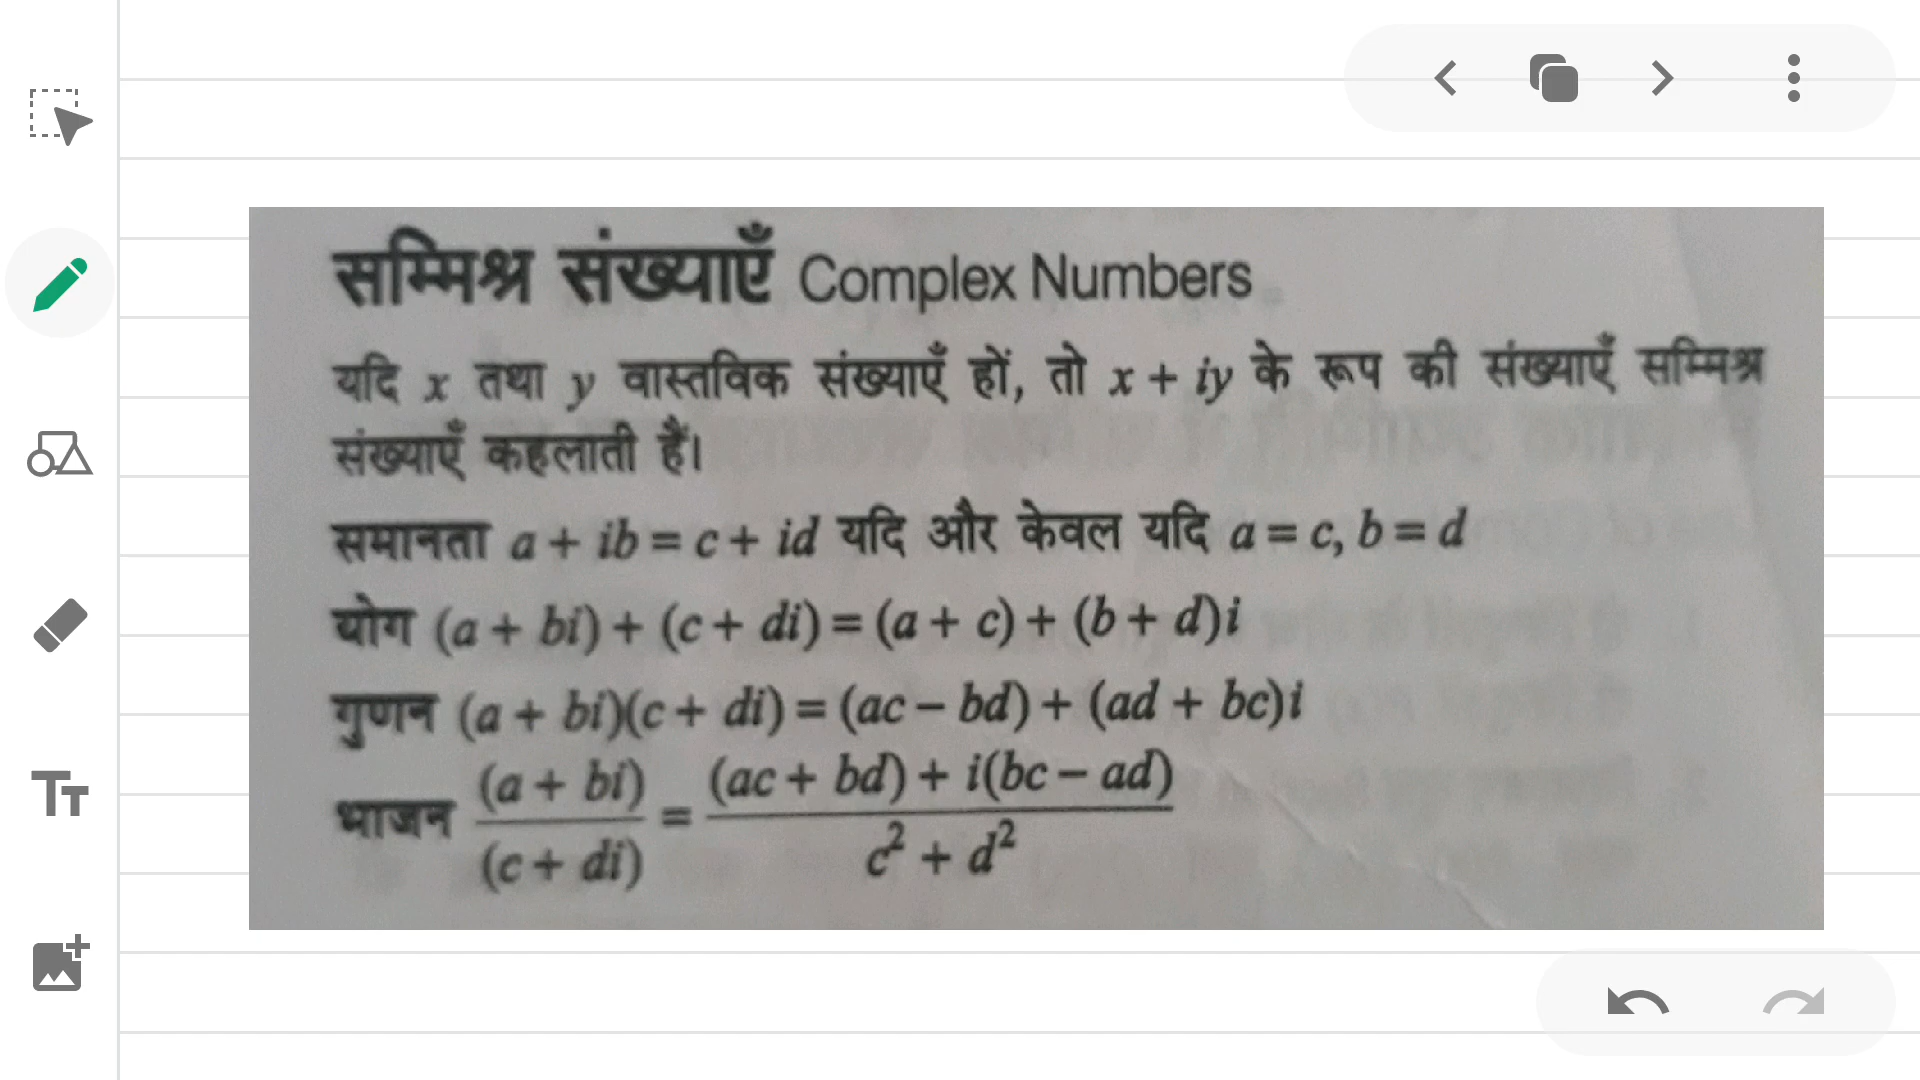 सम्मिश्र संख्याएँ Complex Numbers
यदि x तथा y वास्तविक संख्याएँ हों, तो x + iy के रूप की संख्याएँ सम्मिश्र
संख्याएँ कहलाती हैं।
समानता a + ib = c + id यदि और केवल यदि a = c, b = d
योग (a + bi) + (c + di) = (a + c) + (b + d)i
गुणन (a + bi)(c + di) = (ac – bd) + (ad + bc)i
भाजन (a + bi)/(c + di) = ((ac + bd) + i(bc – ad))/(c² + d²)
Tт